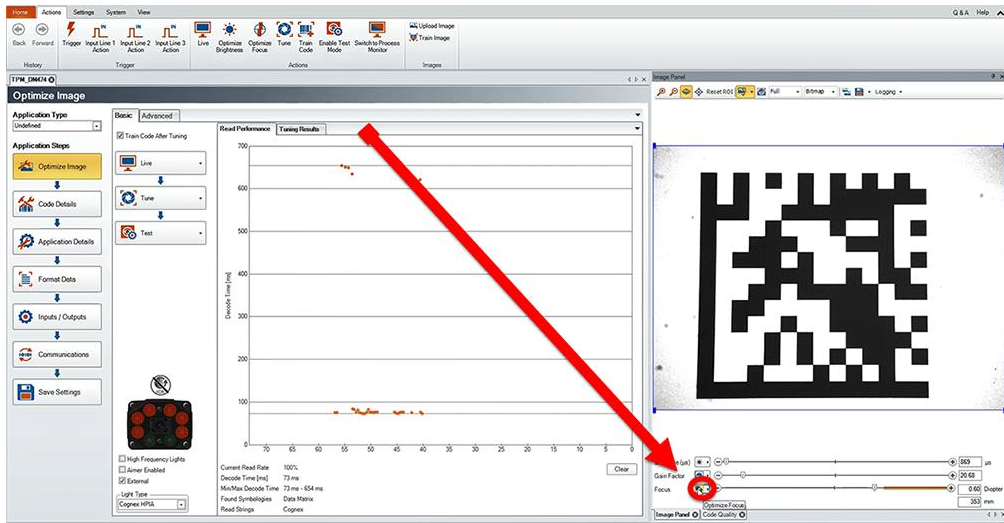 Home Actions Settings System View Q&A Help
Back Forward Trigger Input Line 1 Action Input Line 2 Action Input Line 3 Action Live Optimize Brightness Optimize Focus Tune Train Code Enable Test Mode Switch to Process Monitor Upload Image Train Image
History Trigger Actions Images
TPM_DM474
Optimize Image
Application Type
Undefined
Application Steps
Optimize Image
Code Details
Application Details
Format Data
Inputs / Outputs
Communications
Save Settings
Basic Advanced
Train Code After Tuning
Live
Tune
Test
High Frequency Lights
Aimer Enabled
External
Light Type
Cognex HPIA
Read Performance Tuning Results
Decode Time [ms]
700
600
500
400
300
200
100
0
70 65 60 55 50 45 40 35 30 25 20 15 10 5 0
Current Read Rate 100%
Decode Time [ms] 73 ms
Min/Max Decode Time 73 ms - 654 ms
Found Symbologies Data Matrix
Read Strings Cognex
Clear
Image Panel
Reset ROI Full Bitmap Logging
(µs) 869 µs
Gain Factor 20.68
Focus 0.60 Diopter
353 mm
Optimize Focus
Image Panel Code Quality